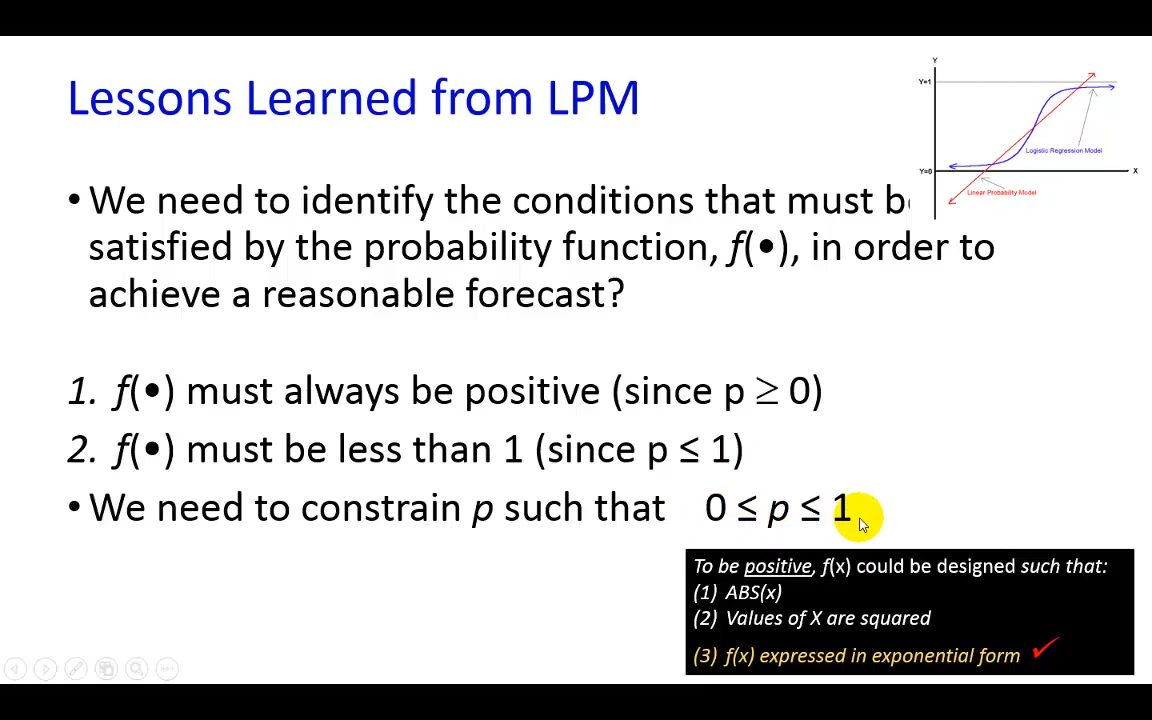 Lessons Learned from LPM
Y
Y=1
Logistic Regression Model
Y=0
X
Linear Probability Model
• We need to identify the conditions that must be
satisfied by the probability function, f(•), in order to
achieve a reasonable forecast?
1. f(•) must always be positive (since p ≥ 0)
2. f(•) must be less than 1 (since p ≤ 1)
• We need to constrain p such that 0 ≤ p ≤ 1
To be positive, f(x) could be designed such that:
(1) ABS(x)
(2) Values of X are squared
(3) f(x) expressed in exponential form ✓